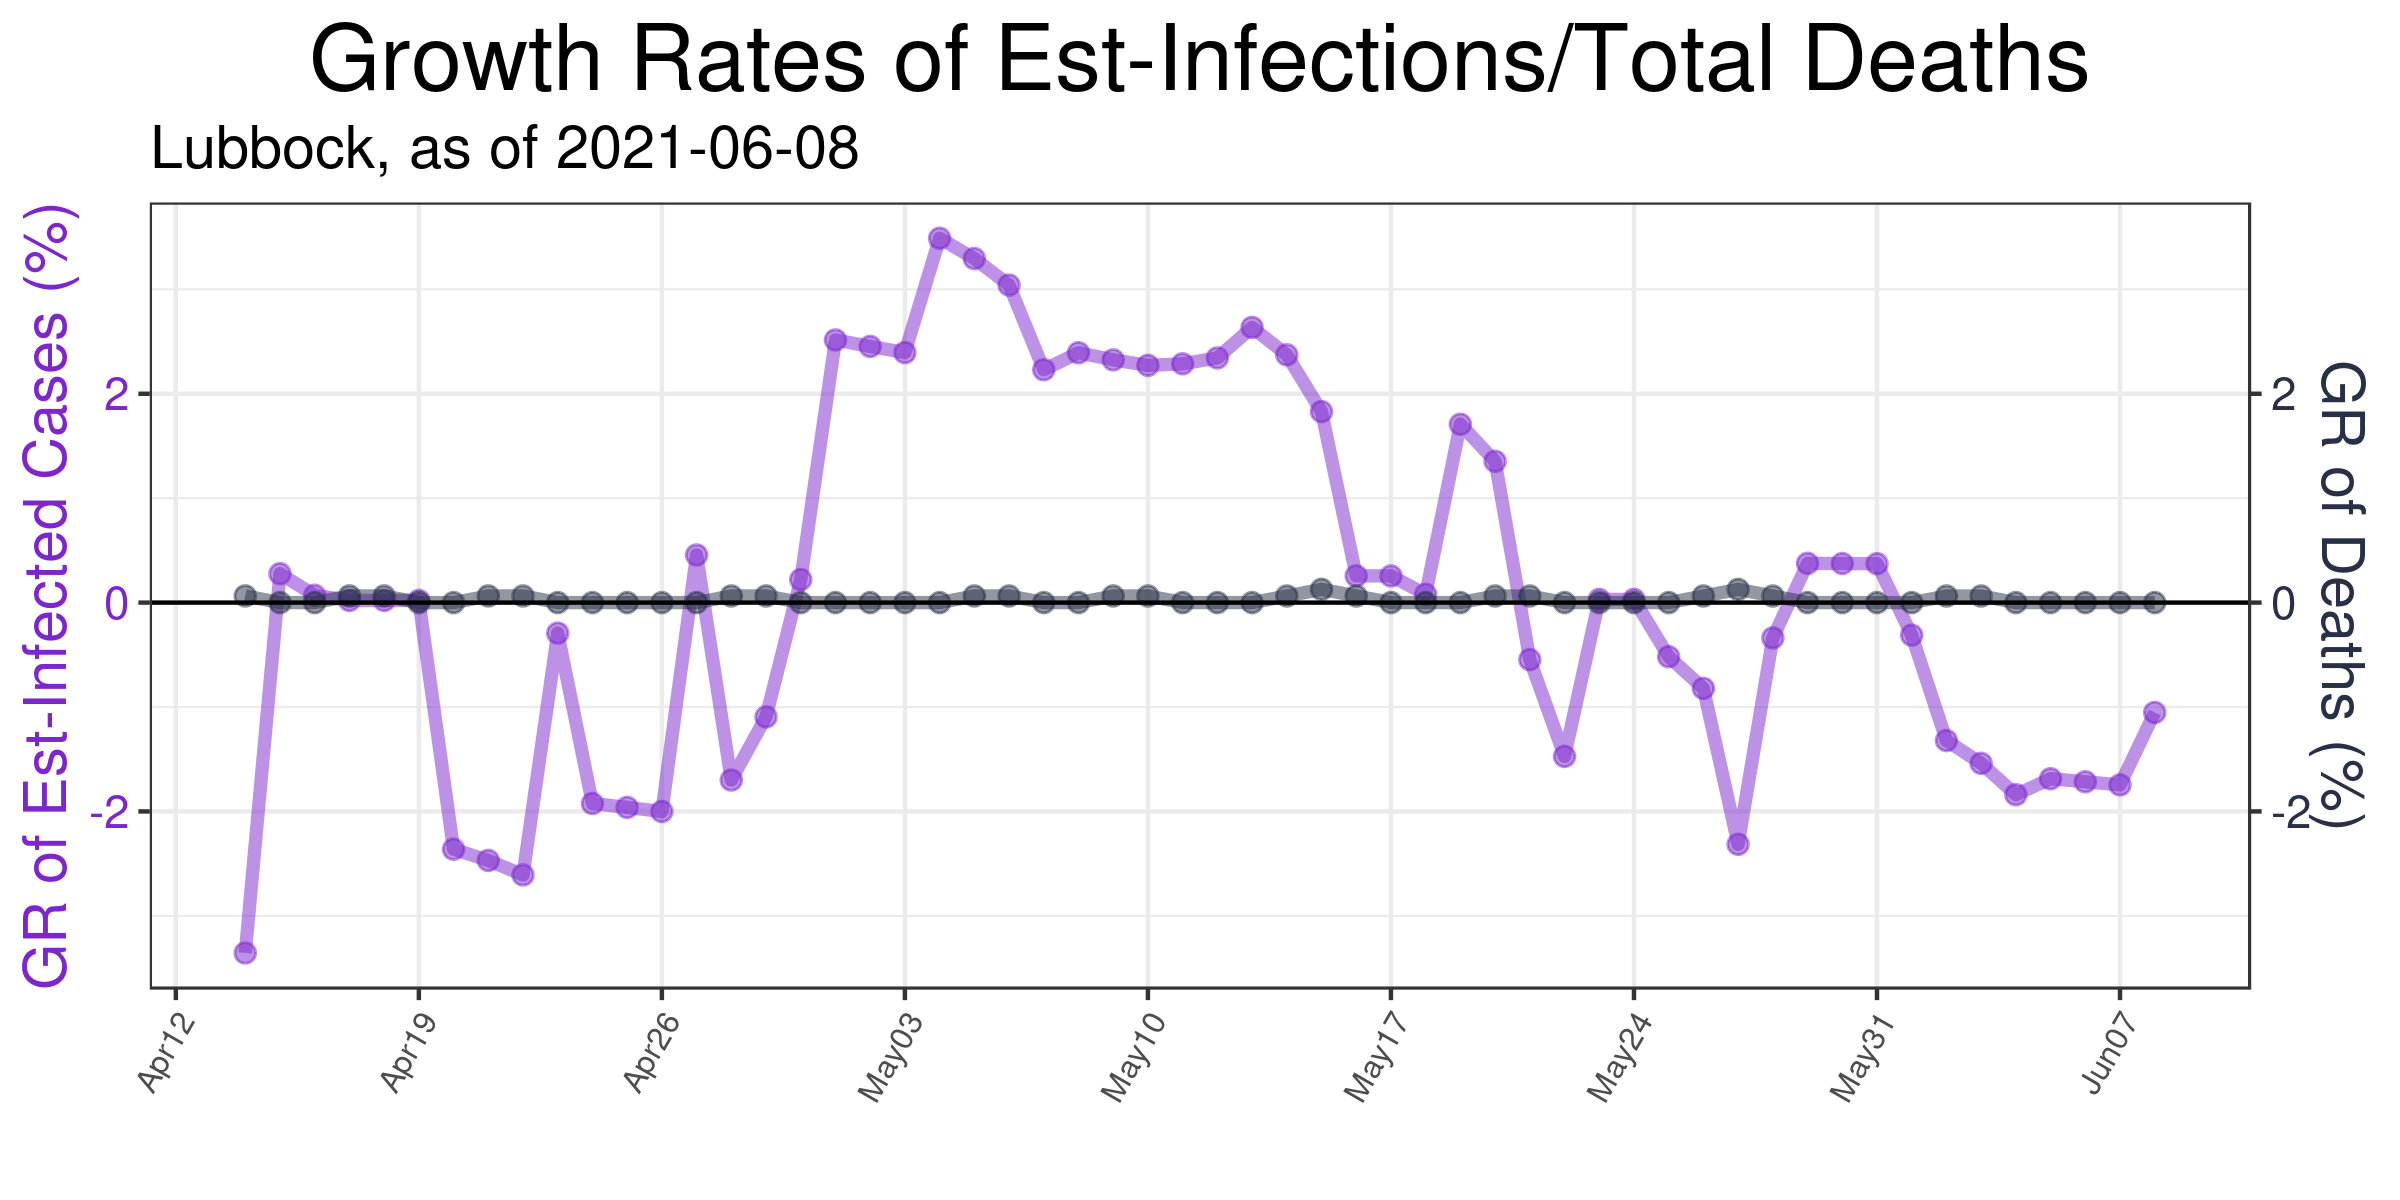 Growth Rates of Est-Infections/Total Deaths
Lubbock, as of 2021-06-08
GR of Est-Infected Cases (%)
2
0
-2
2
0
-2
GR of Deaths (%)
Apr12
Apr19
Apr26
May03
May10
May17
May24
May31
Jun07